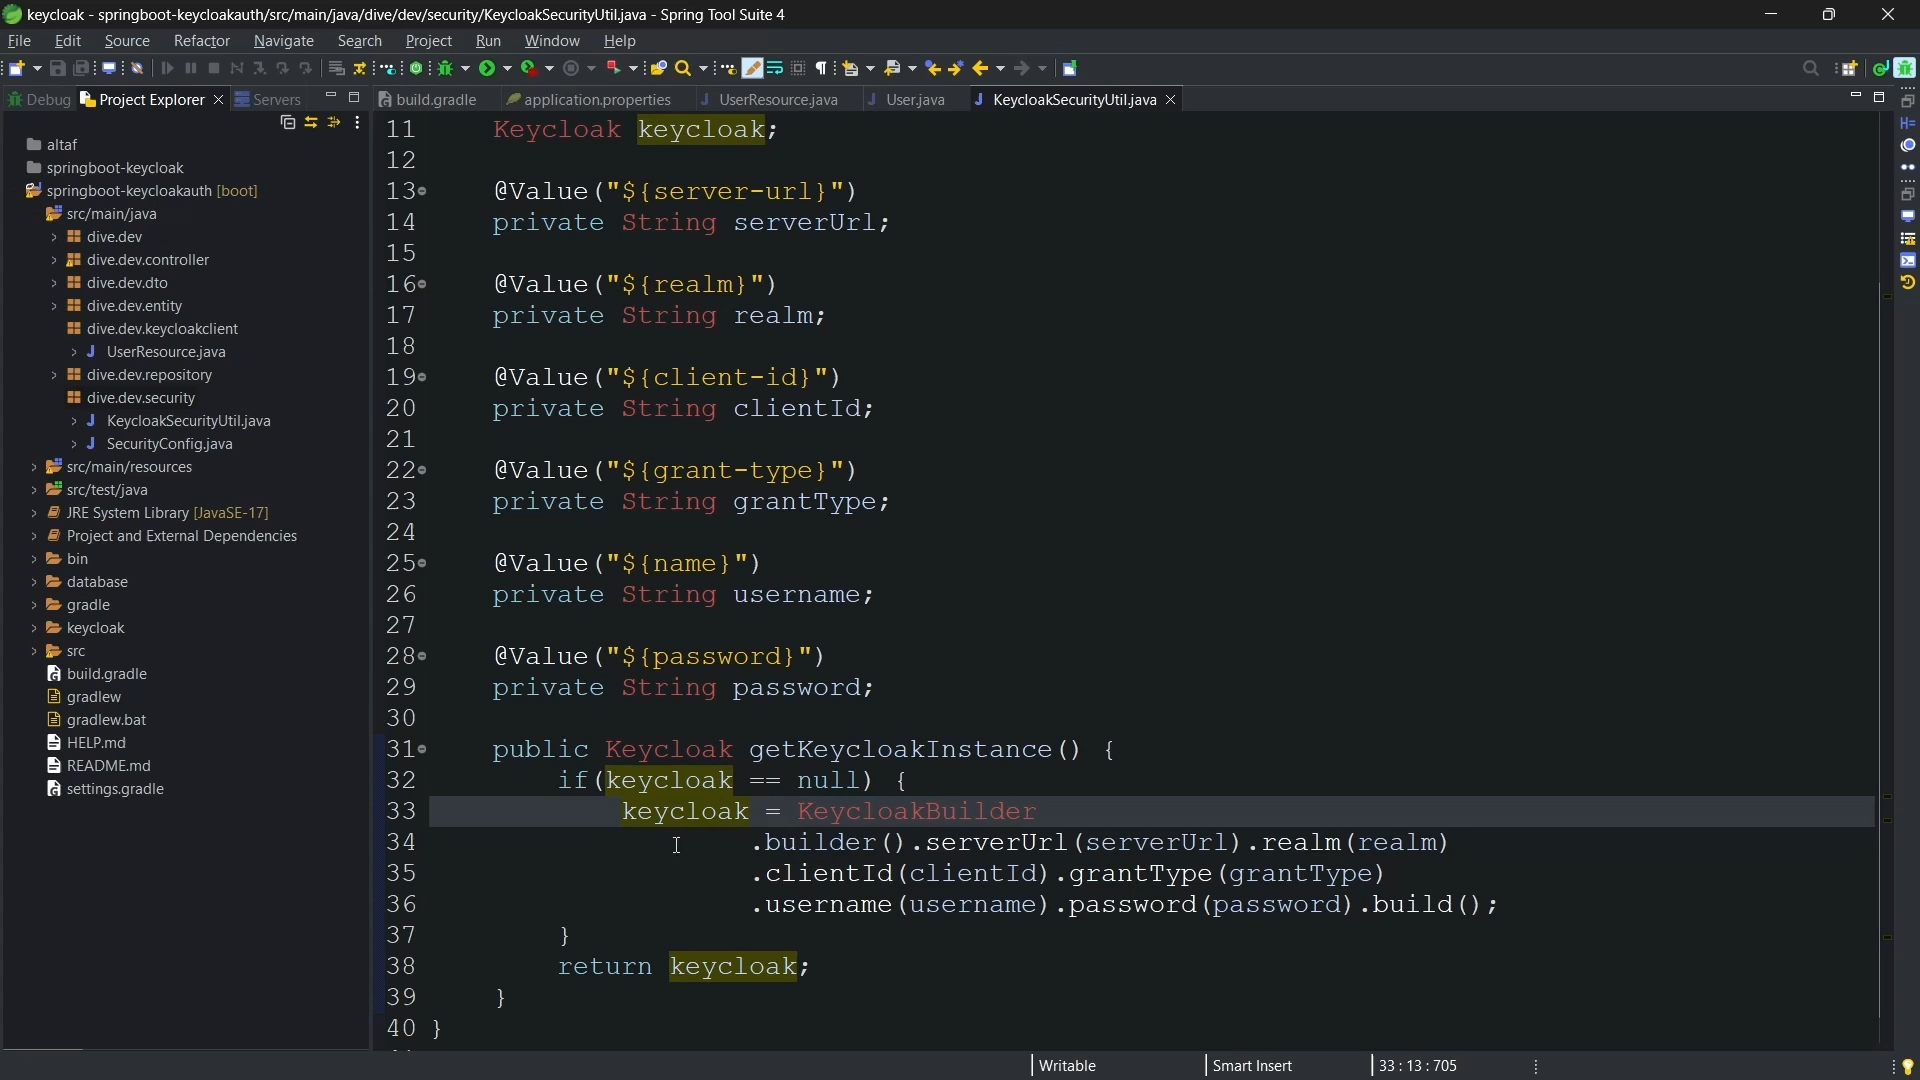 keycloak - springboot-keycloakauth/src/main/java/dive/dev/security/KeycloakSecurityUtil.java - Spring Tool Suite 4
File Edit Source Refactor Navigate Search Project Run Window Help
Debug Project Explorer Servers
build.gradle application.properties UserResource.java User.java KeycloakSecurityUtil.java
altaf
springboot-keycloak
springboot-keycloakauth [boot]
src/main/java
dive.dev
dive.dev.controller
dive.dev.dto
dive.dev.entity
dive.dev.keycloakclient
UserResource.java
dive.dev.repository
dive.dev.security
KeycloakSecurityUtil.java
SecurityConfig.java
src/main/resources
src/test/java
JRE System Library [JavaSE-17]
Project and External Dependencies
bin
database
gradle
keycloak
src
build.gradle
gradlew
gradlew.bat
HELP.md
README.md
settings.gradle
11 Keycloak keycloak;
12
13 @Value("${server-url}")
14 private String serverUrl;
15
16 @Value("${realm}")
17 private String realm;
18
19 @Value("${client-id}")
20 private String clientId;
21
22 @Value("${grant-type}")
23 private String grantType;
24
25 @Value("${name}")
26 private String username;
27
28 @Value("${password}")
29 private String password;
30
31 public Keycloak getKeycloakInstance() {
32 if(keycloak == null) {
33 keycloak = KeycloakBuilder
34 .builder().serverUrl(serverUrl).realm(realm)
35 .clientId(clientId).grantType(grantType)
36 .username(username).password(password).build();
37 }
38 return keycloak;
39 }
40 }
Writable Smart Insert 33 : 13 : 705